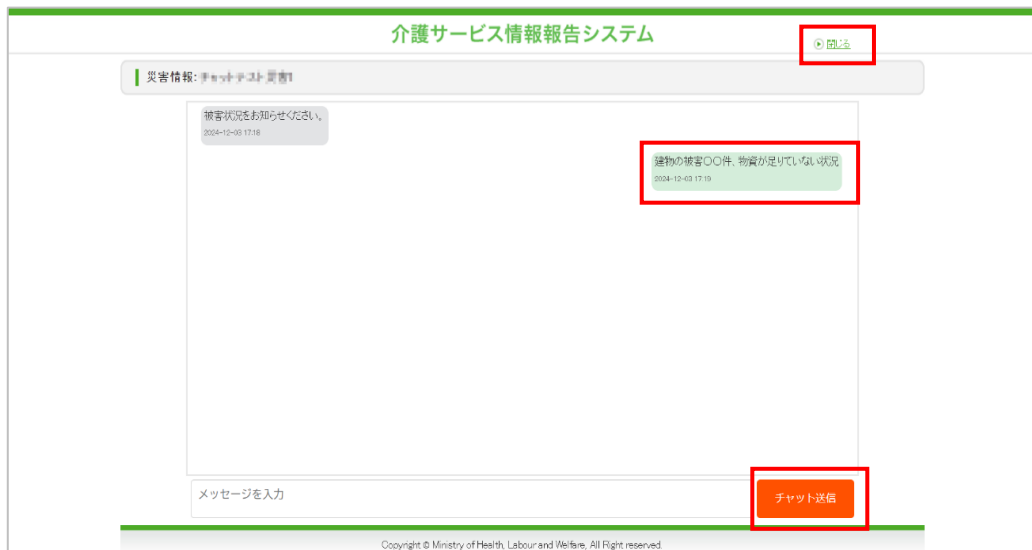 介護サービス情報報告システム
閉じる
災害情報:
被害状況をお知らせください。
2024-12-03 17:18
建物の被害〇〇件、物資が足りていない状況
2024-12-03 17:19
メッセージを入力
チャット送信
Copyright © Ministry of Health, Labour and Welfare, All Right reserved.